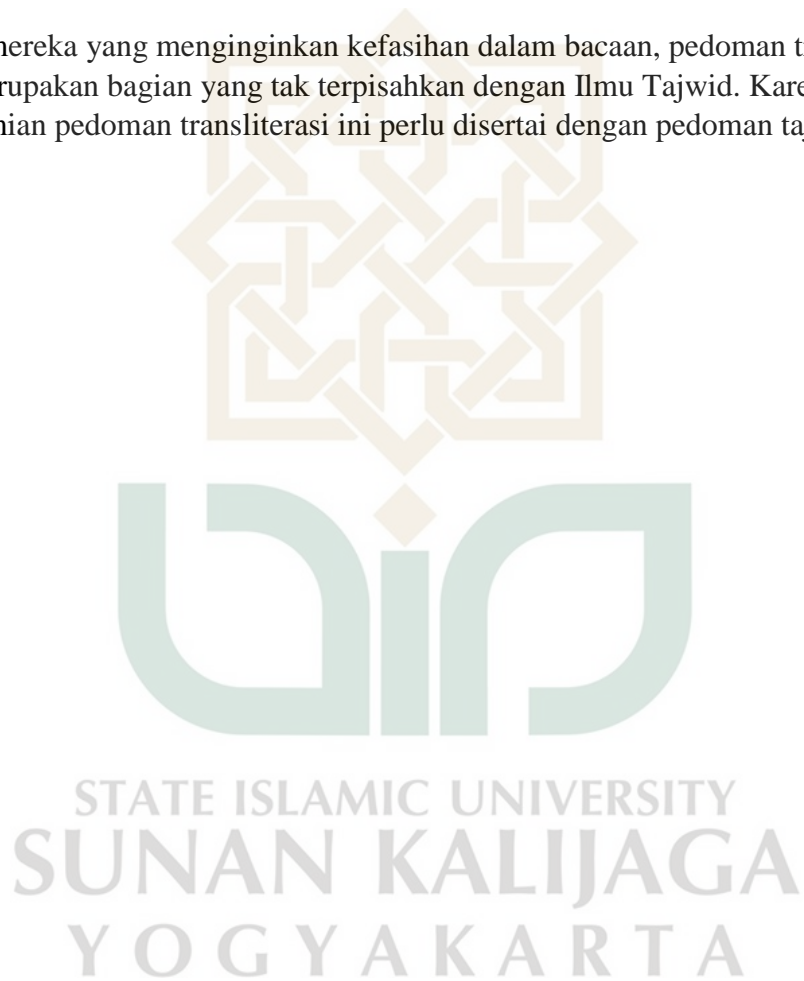 mereka yang menginginkan kefasihan dalam bacaan, pedoman
bagian yang tak terpisahkan dengan Ilmu Tajwid.
pedoman transliterasi ini perlu disertai dengan pedoman
STATE ISLAMIC UNIVERSITY
SUNAN KALIJAGA
YOGYAKARTA